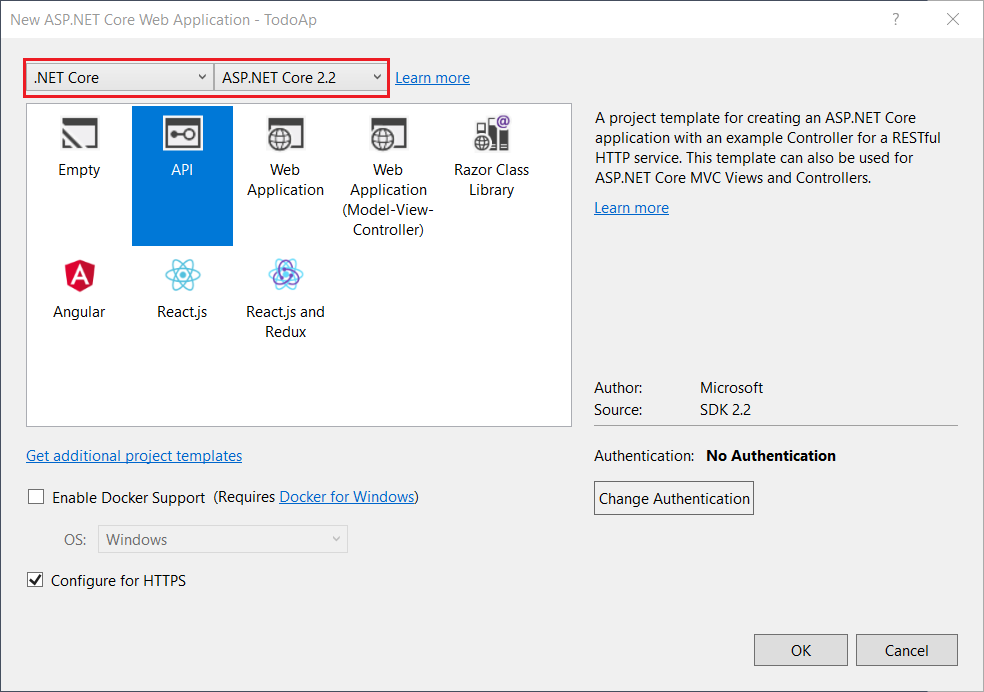 New ASP.NET Core Web Application - TodoAp
?
.NET Core
ASP.NET Core 2.2
Learn more
Empty
API
Web
Application
Web
Application
(Model-View-
Controller)
Razor Class
Library
Angular
React.js
React.js and
Redux
A project template for creating an ASP.NET Core
application with an example Controller for a RESTful
HTTP service. This template can also be used for
ASP.NET Core MVC Views and Controllers.
Learn more
Author: Microsoft
Source: SDK 2.2
Get additional project templates
Authentication: No Authentication
Enable Docker Support (Requires Docker for Windows)
Change Authentication
OS: Windows
Configure for HTTPS
OK
Cancel